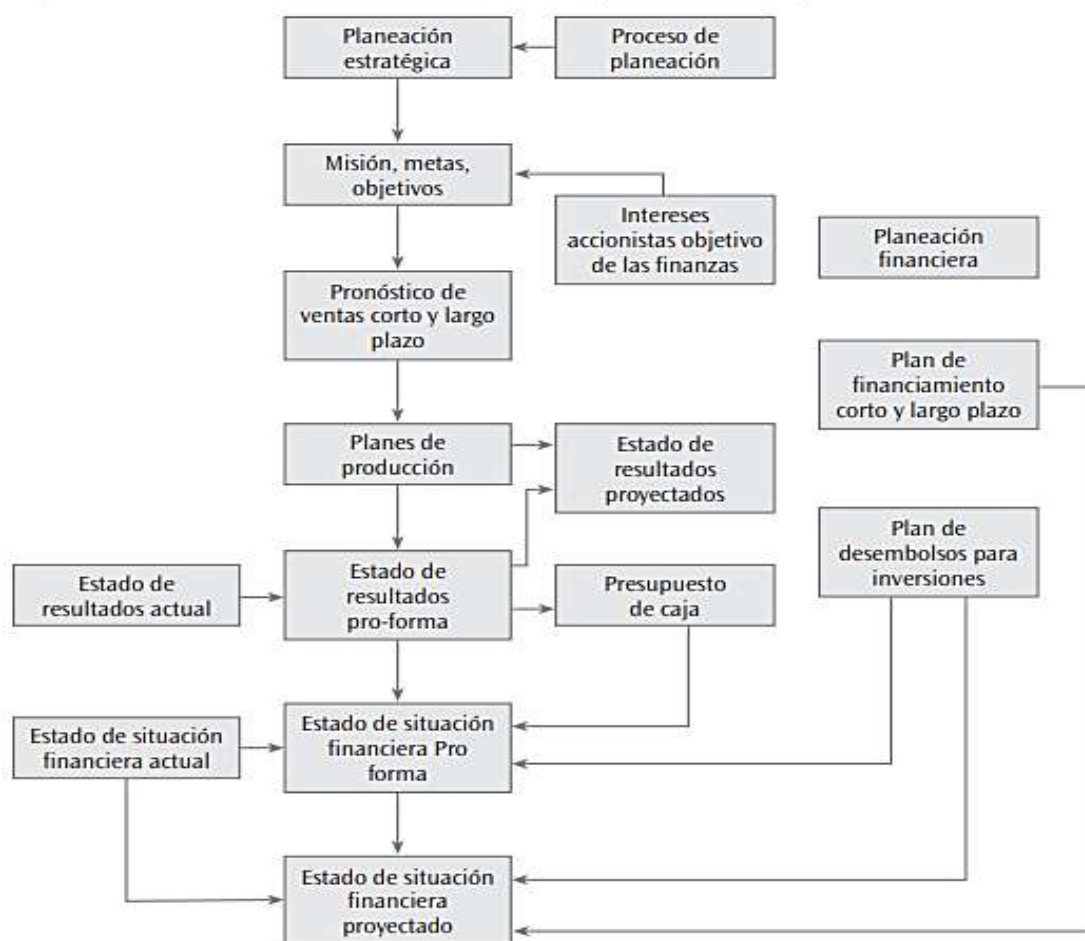 Planeación
estratégica
Proceso de
planeación
Misión, metas,
objetivos
Intereses
accionistas objetivo
de las finanzas
Planeación
financiera
Pronóstico de
ventas corto y largo
plazo
Plan de
financiamiento
corto y largo plazo
Planes de
producción
Estado de
resultados
proyectados
Plan de
desembolsos para
inversiones
Estado de
resultados actual
Estado de
resultados
pro-forma
Presupuesto
de caja
Estado de situación
financiera actual
Estado de situación
financiera Pro
forma
Estado de situación
financiera
proyectado